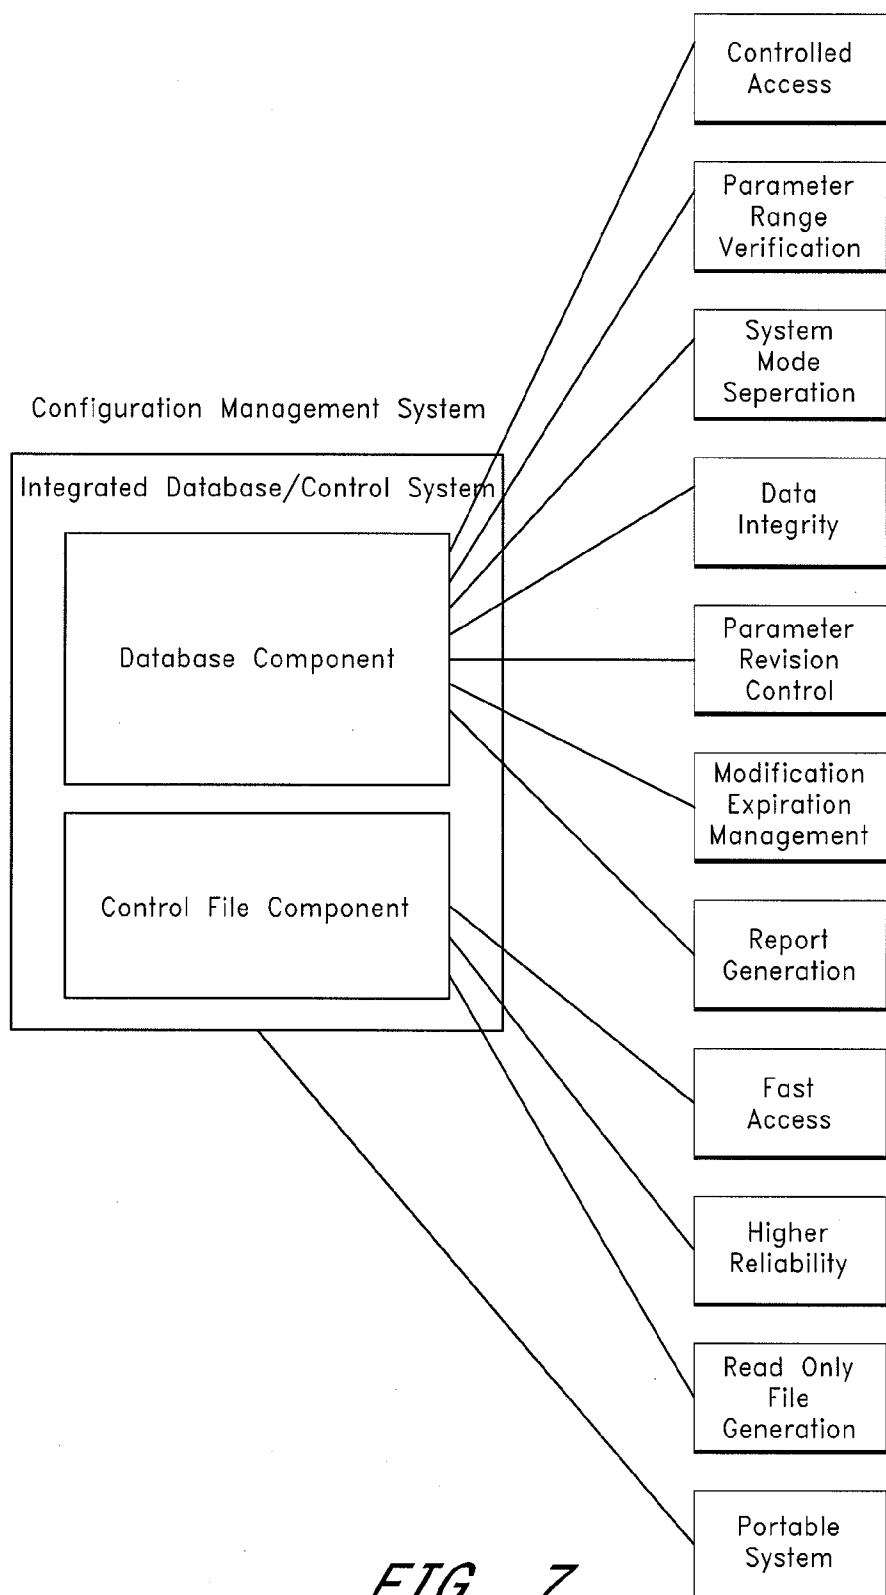 Controlled
Access
Parameter
Range
Verification
System
Mode
Seperation
Configuration Management System
Integrated Database/Control System
Data
Integrity
Database Component
Parameter
Revision
Control
Modification
Expiration
Management
Control File Component
Report
Generation
Fast
Access
Higher
Reliability
Read Only
File
Generation
Portable
System
FIG. 7